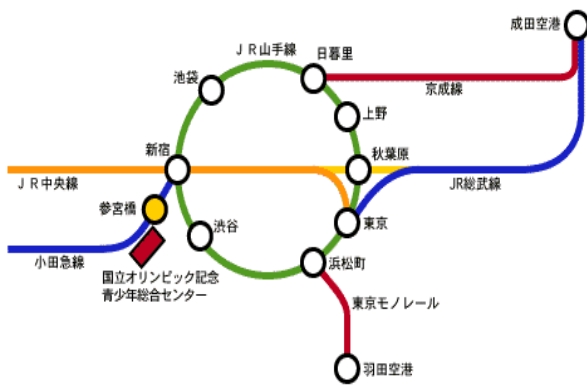 成田空港
ＪＲ山手線
日暮里
池袋
京成線
上野
新宿
秋葉原
ＪＲ中央線
JR総武線
参宮橋
渋谷
東京
小田急線
浜松町
国立オリンピック記念
青少年総合センター
東京モノレール
羽田空港